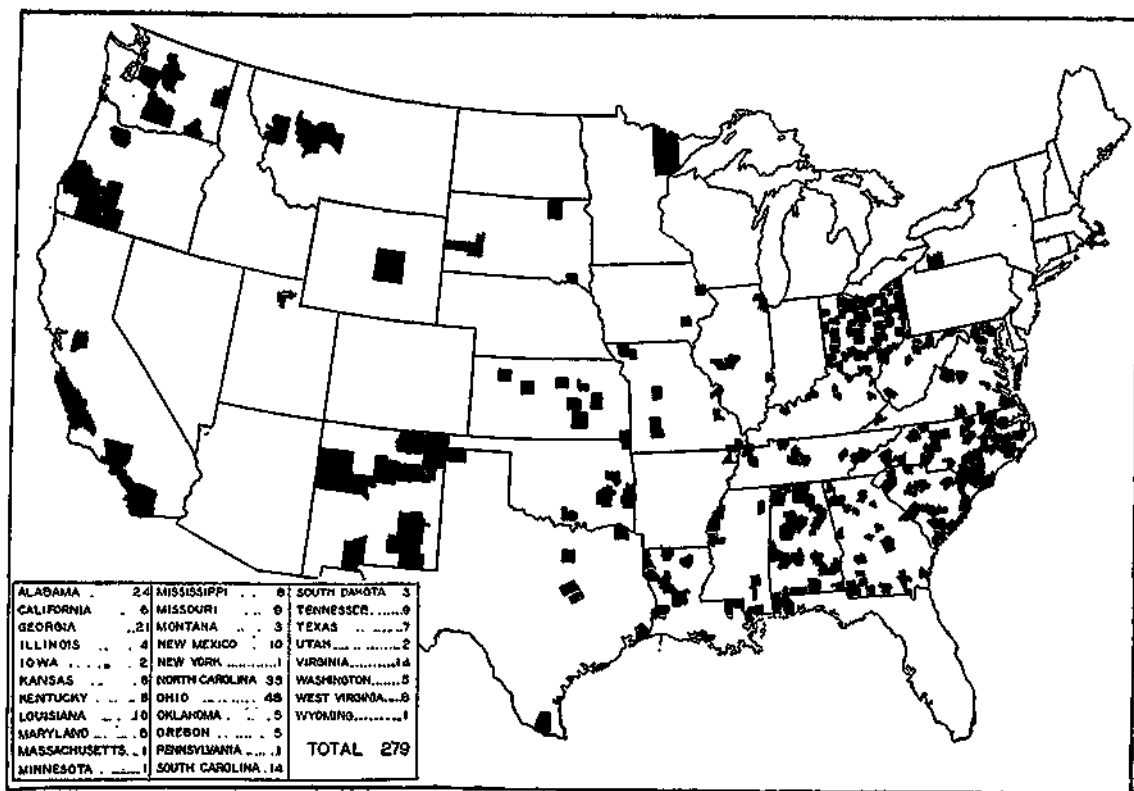 ALABAMA . 24
CALIFORNIA . 6
GEORGIA ..21
ILLINOIS .. 4
IOWA .... 2
KANSAS .. 8
KENTUCKY .... 8
LOUISIANA ...10
MARYLAND .... 6
MASSACHUSETTS.. 1
MINNESOTA ..... 1
MISSISSIPPI .. 8
MISSOURI .. 9
MONTANA ... 3
NEW MEXICO . 10
NEW YORK ......... 1
NORTH CAROLINA 35
OHIO ........ 48
OKLAHOMA . . 5
OREGON .... 5
PENNSYLVANIA .... 1
SOUTH CAROLINA . 14
SOUTH DAKOTA 3
TENNESSEE......9
TEXAS .......7
UTAH.........2
VIRGINIA.........14
WASHINGTON.....5
WEST VIRGINIA....8
WYOMING.........1
TOTAL 279